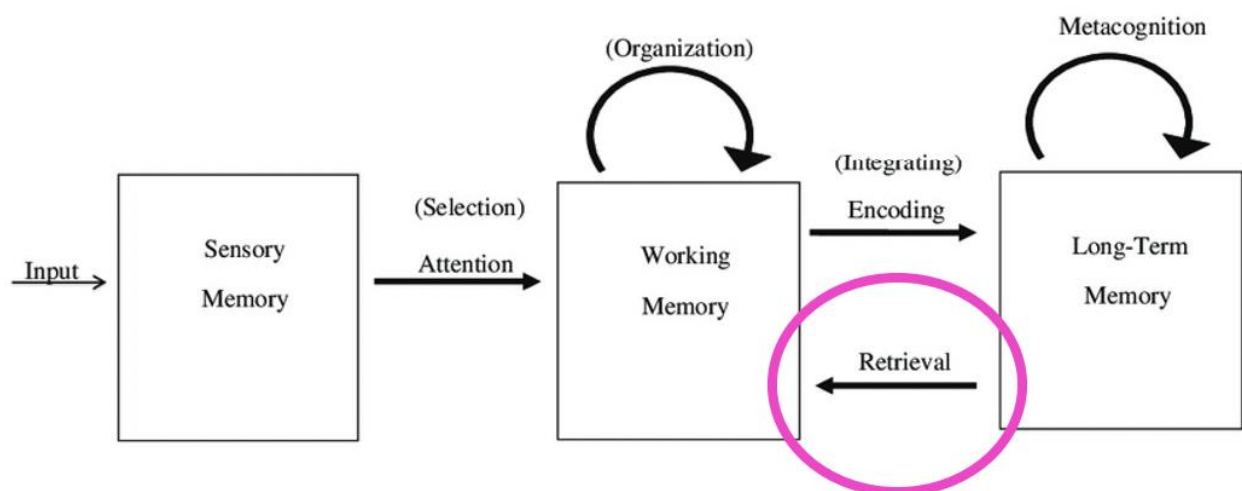 Metacognition
(Organization)
(Integrating)
(Selection)
Encoding
Sensory
Memory
Working
Memory
Long-Term
Memory
Input
Attention
Retrieval